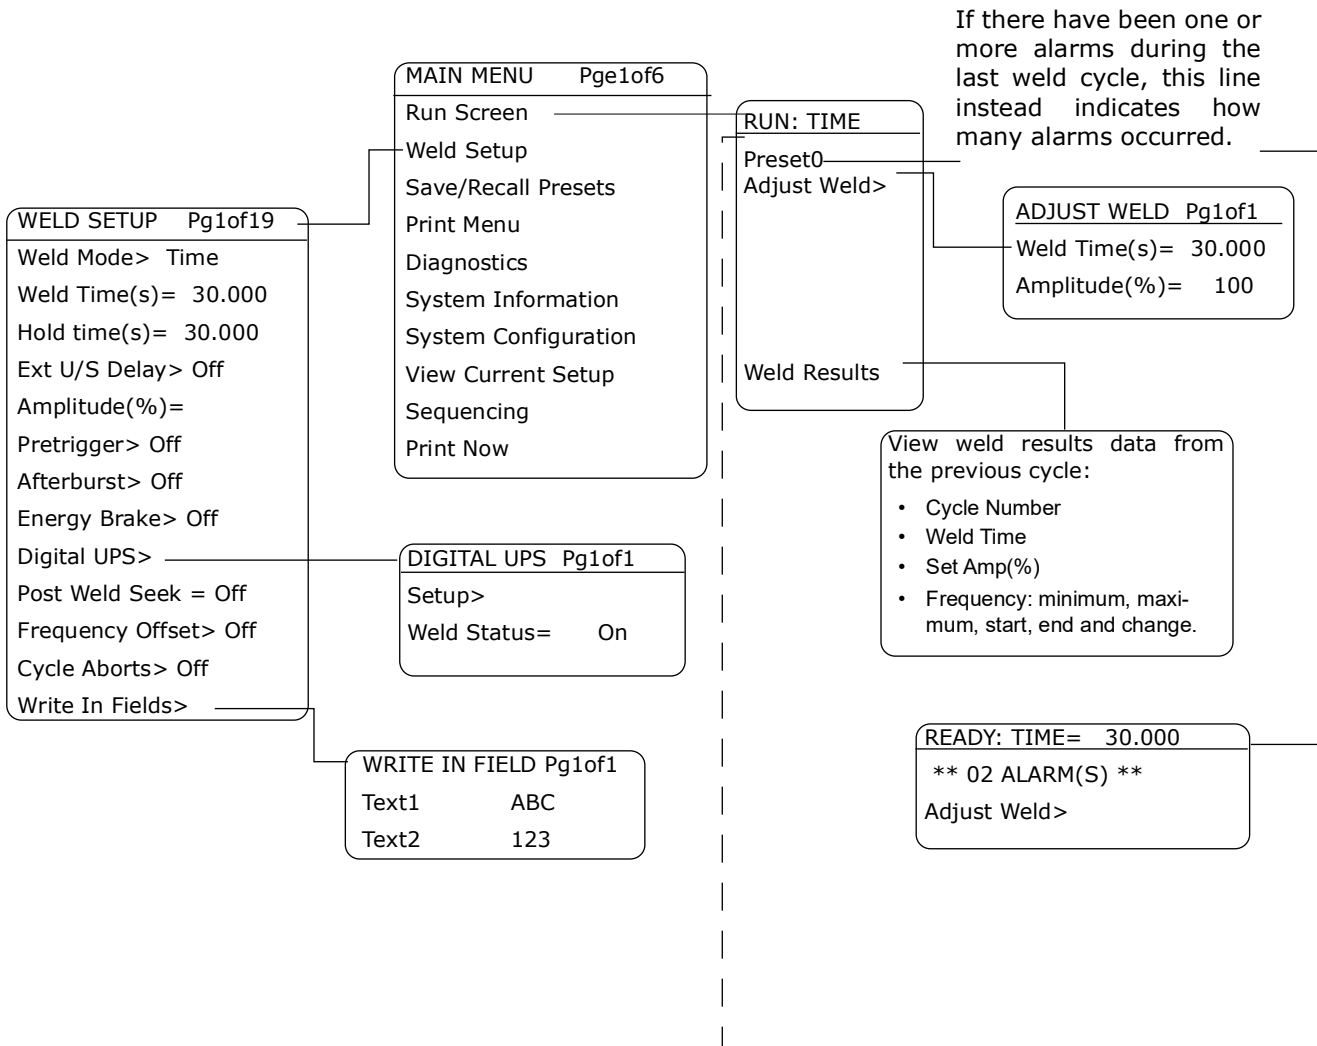 If there have been one or
more alarms during the
last weld cycle, this line
instead indicates how
many alarms occurred.
MAIN MENU Pge1of6
Run Screen
Weld Setup
Save/Recall Presets
Print Menu
Diagnostics
System Information
System Configuration
View Current Setup
Sequencing
Print Now
RUN: TIME
Preset0
Adjust Weld>
Weld Results
ADJUST WELD Pg1of1
Weld Time(s)= 30.000
Amplitude(%)= 100
WELD SETUP Pg1of19
Weld Mode> Time
Weld Time(s)= 30.000
Hold time(s)= 30.000
Ext U/S Delay> Off
Amplitude(%)=
Pretrigger> Off
Afterburst> Off
Energy Brake> Off
Digital UPS>
Post Weld Seek = Off
Frequency Offset> Off
Cycle Aborts> Off
Write In Fields>
View weld results data from
the previous cycle:
• Cycle Number
• Weld Time
• Set Amp(%)
• Frequency: minimum, maxi-
mum, start, end and change.
DIGITAL UPS Pg1of1
Setup>
Weld Status= On
WRITE IN FIELD Pg1of1
Text1 ABC
Text2 123
READY: TIME= 30.000
** 02 ALARM(S) **
Adjust Weld>